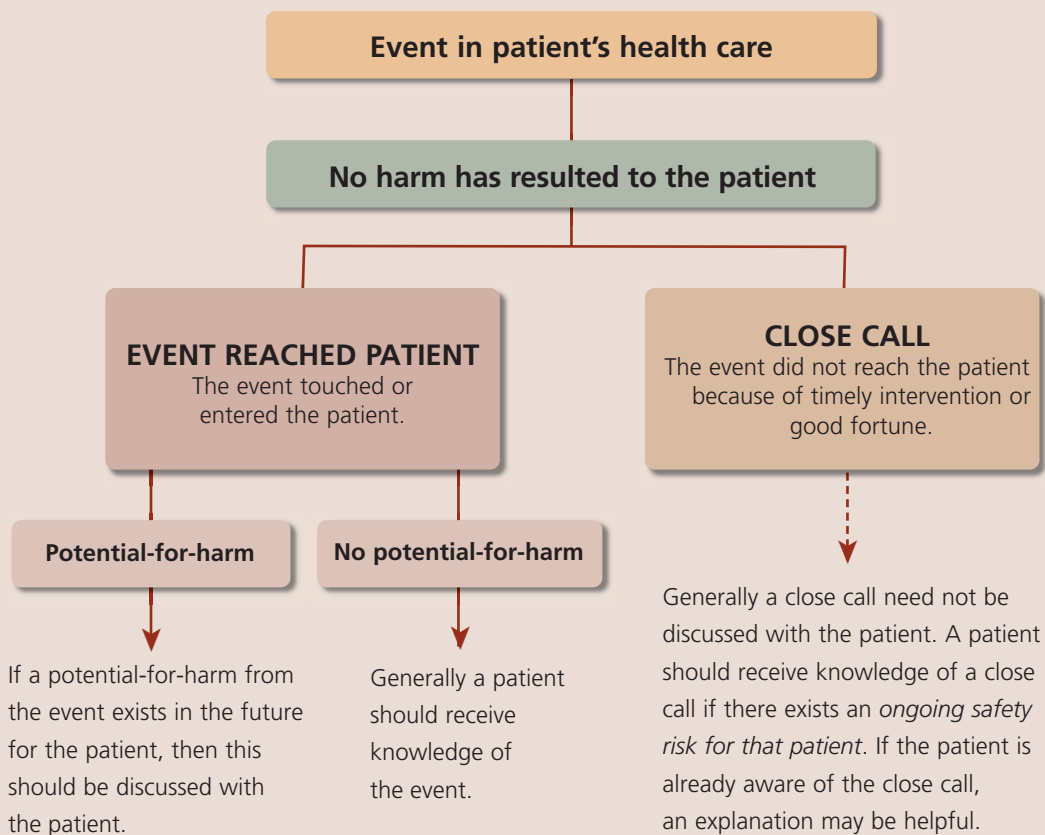 Event in patient’s health care
No harm has resulted to the patient
EVENT REACHED PATIENT
The event touched or
entered the patient.
CLOSE CALL
The event did not reach the patient
because of timely intervention or
good fortune.
Potential-for-harm
No potential-for-harm
If a potential-for-harm from
the event exists in the future
for the patient, then this
should be discussed with
the patient.
Generally a patient
should receive
knowledge of
the event.
Generally a close call need not be
discussed with the patient. A patient
should receive knowledge of a close
call if there exists an ongoing safety
risk for that patient. If the patient is
already aware of the close call,
an explanation may be helpful.